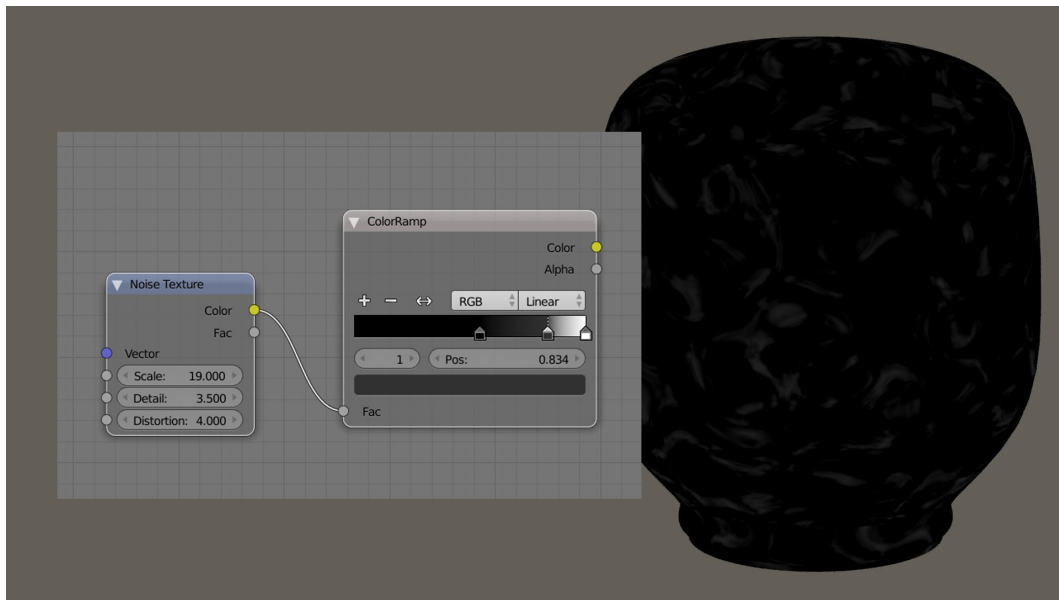 Noise Texture
Color
Fac
Vector
Scale: 19.000
Detail: 3.500
Distortion: 4.000
ColorRamp
Color
Alpha
RGB Linear
1 Pos: 0.834
Fac